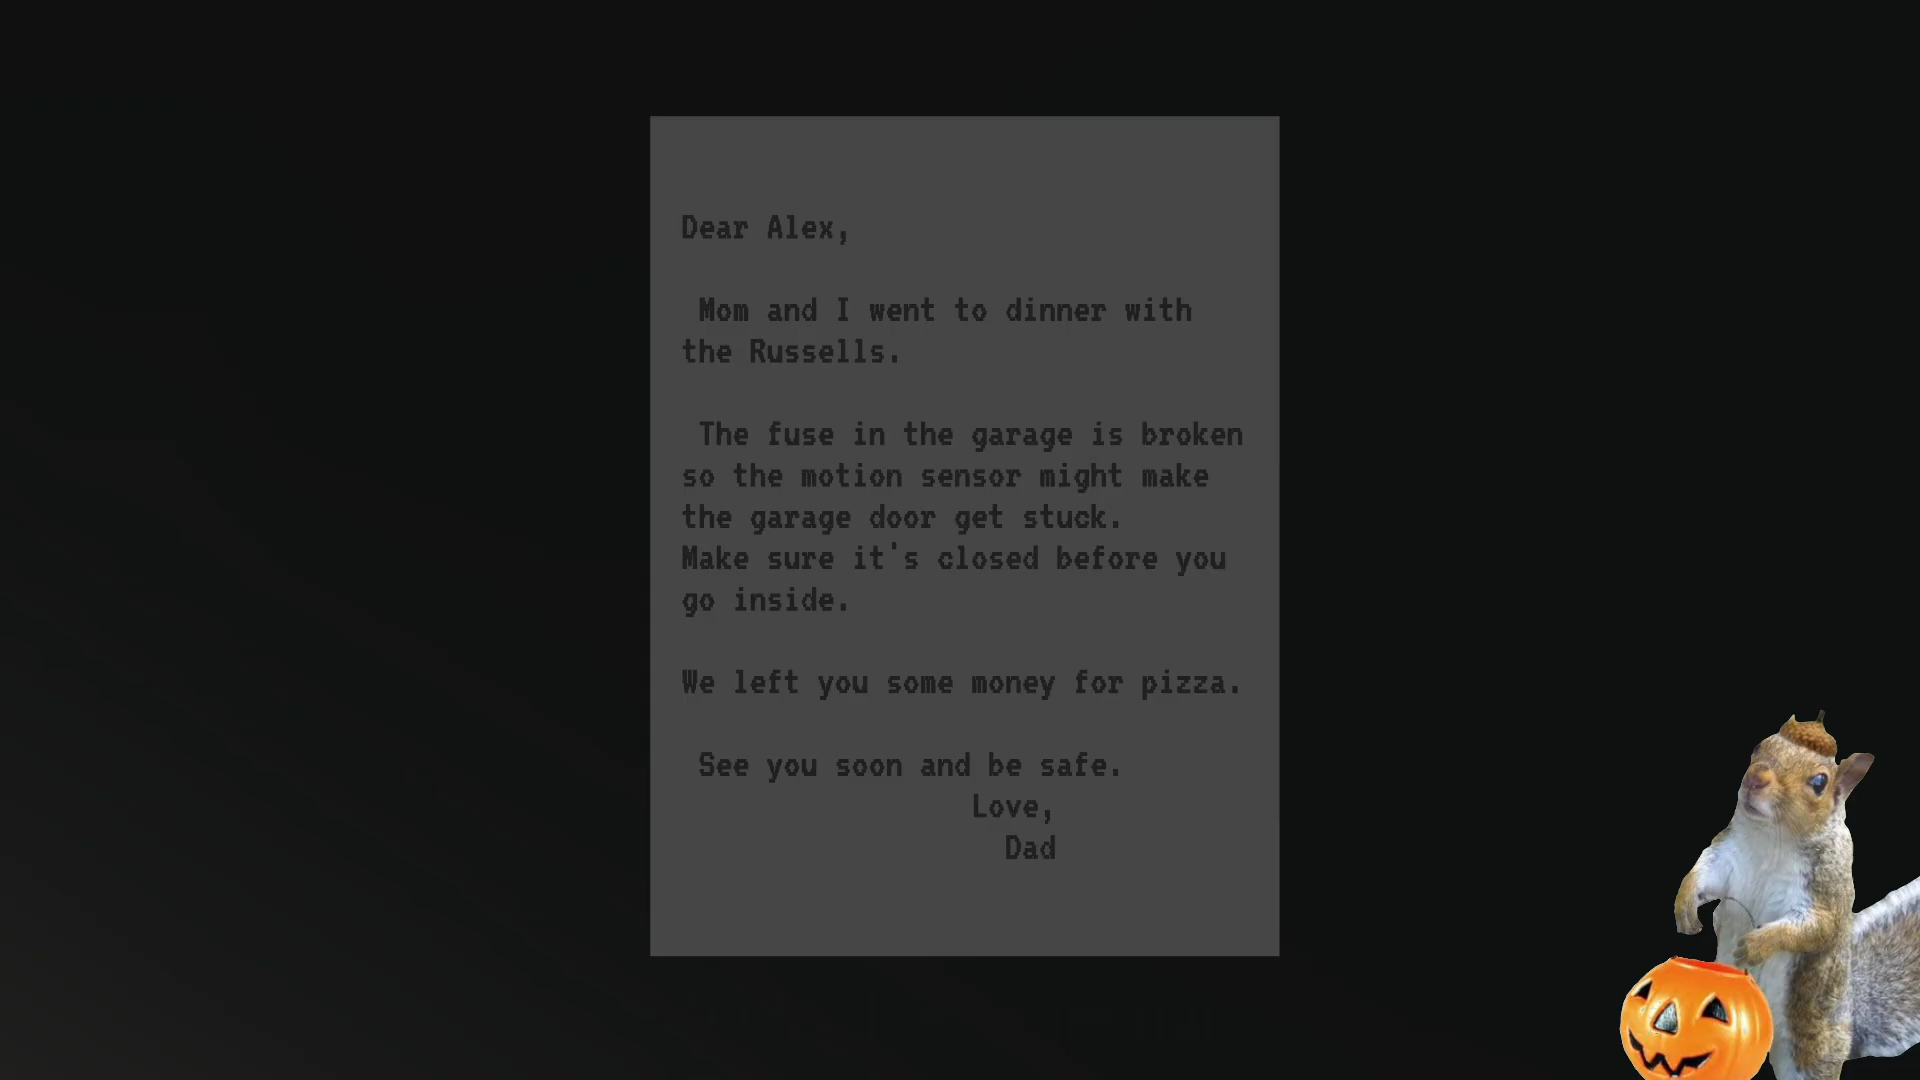 Dear Alex,
Mom and I went to dinner with
the Russells.
The fuse in the garage is broken
so the motion sensor might make
the garage door get stuck.
Make sure it's closed before you
go inside.
We left you some money for pizza.
See you soon and be safe.
Love,
Dad